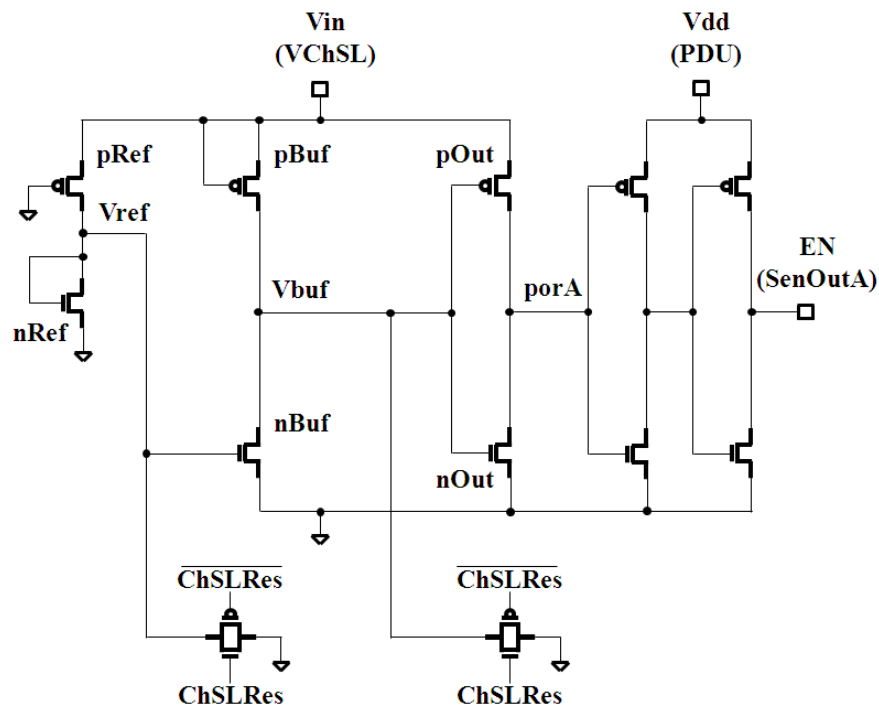 Vin
(VChSL)
Vdd
(PDU)
pRef
pBuf
pOut
Vref
EN
(SenOutA)
Vbuf
porA
nRef
nBuf
nOut
ChSLRes
ChSLRes
ChSLRes
ChSLRes